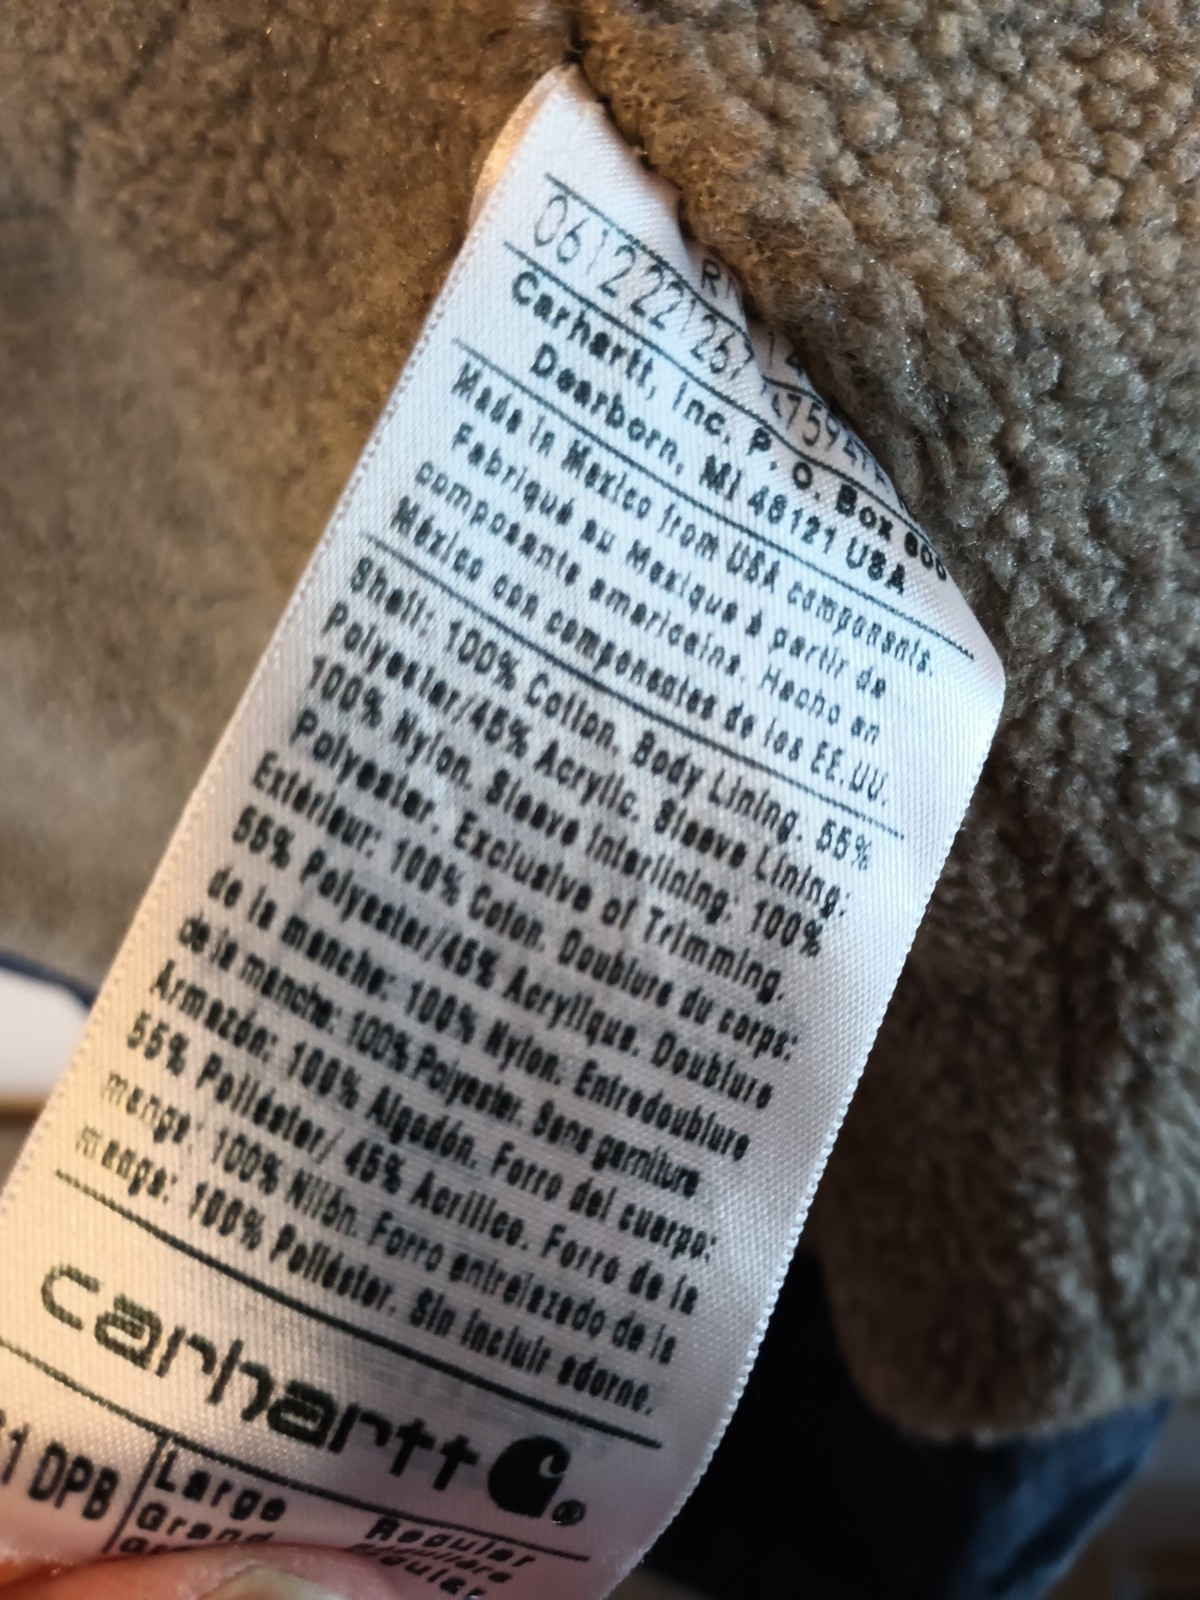 Carhartt, Inc. P. O. Box 600
Dearborn, MI 48121 USA
Made in Mexico from USA components.
Fabriqué au Mexique à partir de
composants americains. Hecho en
México con componentes de los EE.UU.
Shell: 100% Cotton. Body Lining. 55%
Polyester/45% Acrylic. Sleeve Lining:
100% Nylon. Sleeve Interlining: 100%
Polyester. Exclusive of Trimming.
Extérieur: 100% Coton. Doublure du corps:
55% Polyester/45% Acrylique. Doublure
de la manche: 100% Nylon. Entredoublure
de la manche: 100% Polyester. Sans garniture
Armazón: 100% Algodón. Forro del cuerpo:
55% Poliéster/ 45% Acrilico. Forro de la
manga: 100% Nilón. Forro entrelazado de la
manga: 100% Poliéster. Sin incluir adorno.
carhartt ®
DPB Large Regular